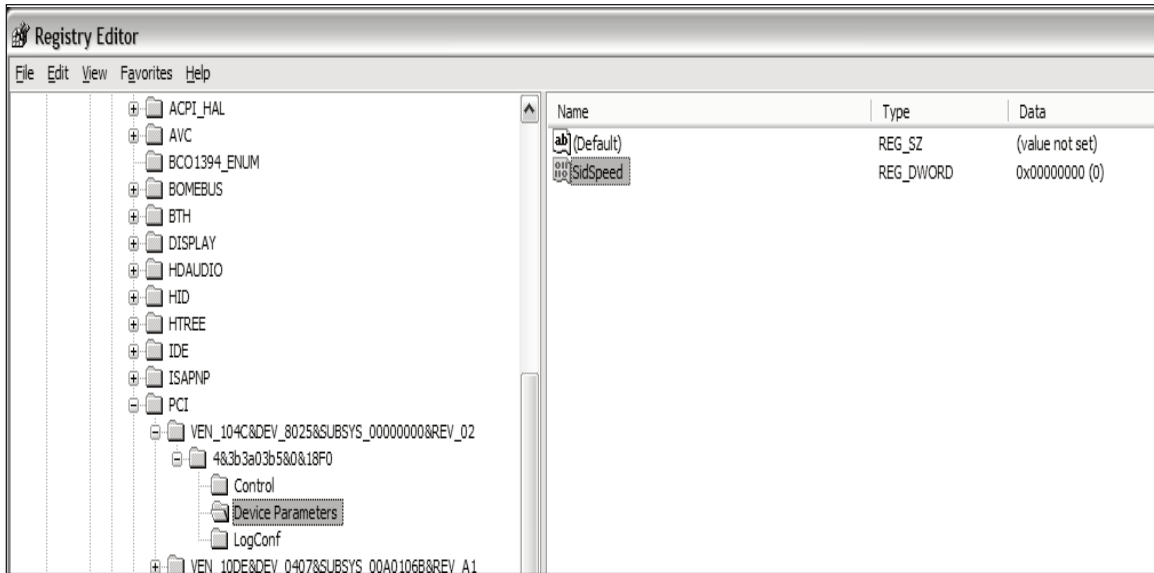 Registry Editor
File Edit View Favorites Help
ACPI_HAL
AVC
BCO1394_ENUM
BOMEBUS
BTH
DISPLAY
HDAUDIO
HID
HTREE
IDE
ISAPNP
PCI
VEN_104C&DEV_8025&SUBSYS_00000000&REV_02
4&3b3a03b5&0&18F0
Control
Device Parameters
LogConf
VEN_10DE&DEV_0407&SUBSYS_00A0106B&REV_A1
Name Type Data
(Default) REG_SZ (value not set)
SidSpeed REG_DWORD 0x00000000 (0)